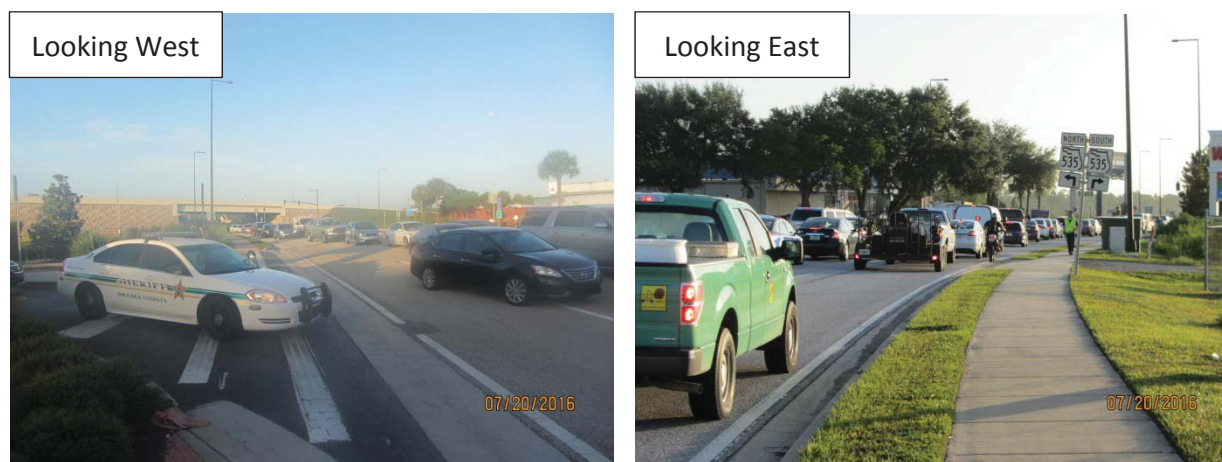 Looking West
SHERIFF
ORANGE COUNTY
07/20/2016
Looking East
NORTH SOUTH
535 535
07/20/2016